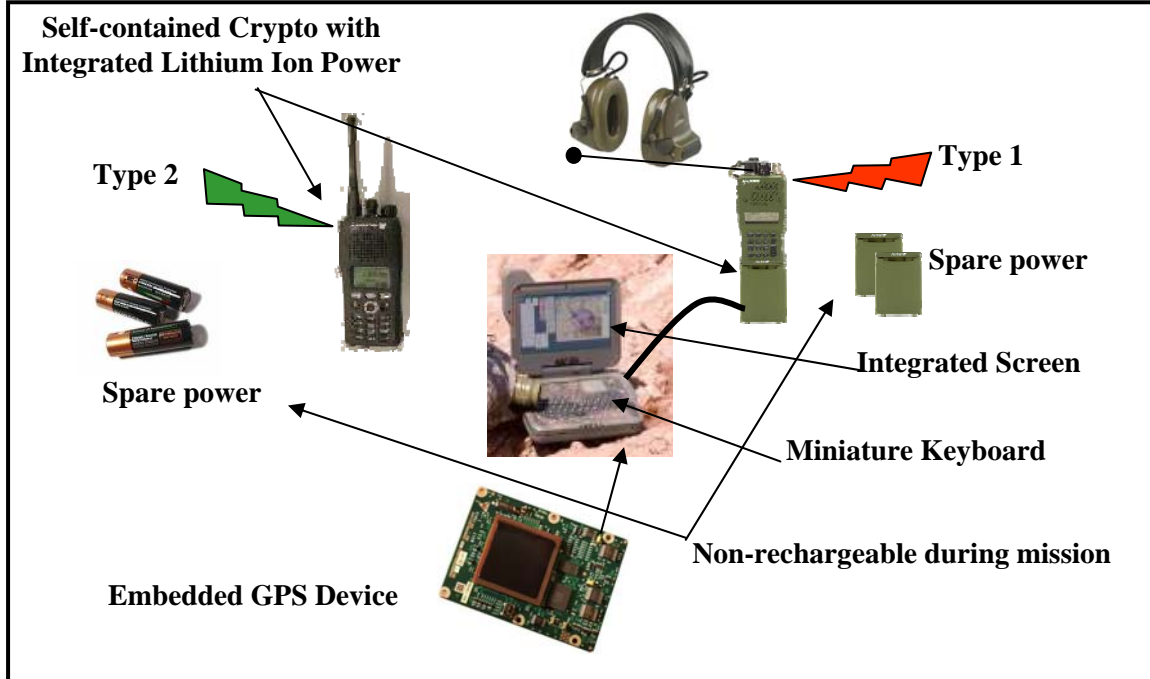 Self-contained Crypto with
Integrated Lithium Ion Power
Type 2
Type 1
Spare power
Integrated Screen
Spare power
Miniature Keyboard
Non-rechargeable during mission
Embedded GPS Device